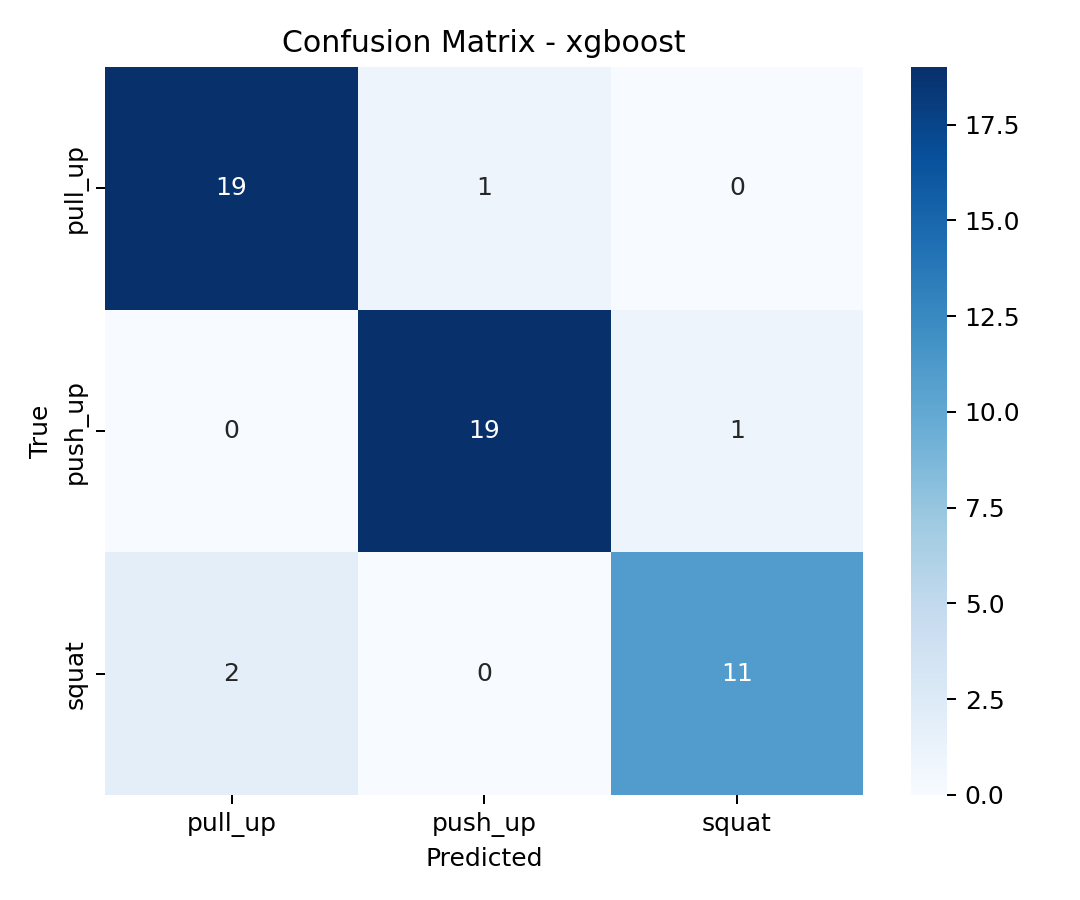 Confusion Matrix - xgboost
pull_up
19
1
0
push_up
0
19
1
squat
2
0
11
True
pull_up
push_up
squat
Predicted
17.5
15.0
12.5
10.0
7.5
5.0
2.5
0.0